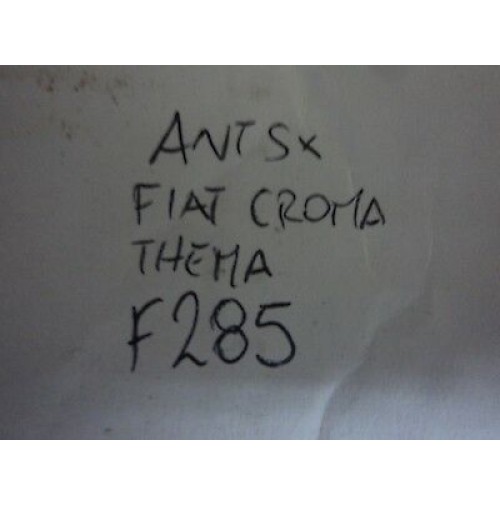 ANT Sx
FIAT CROMA
THEMA
F285